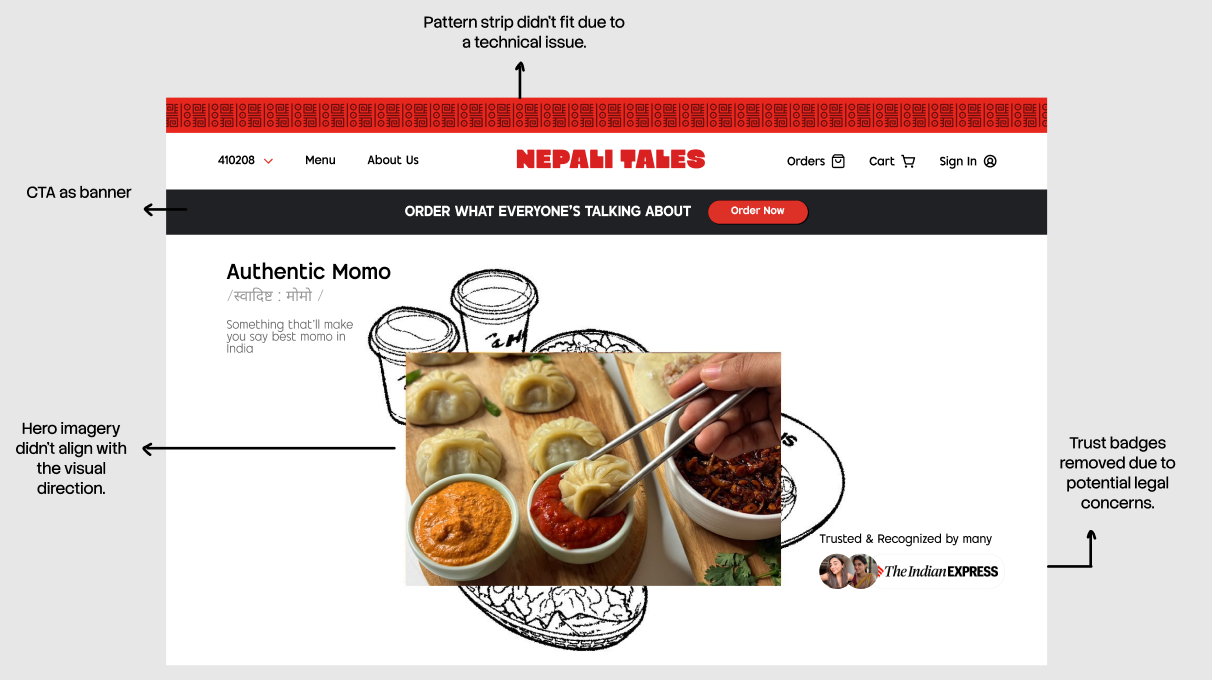 Pattern strip didn't fit due to
a technical issue.
410208
Menu
About Us
NEPALI TALES
Orders
Cart
Sign In
CTA as banner
ORDER WHAT EVERYONE'S TALKING ABOUT
Order Now
Authentic Momo
/स्वादिष्ट : मोमो /
Something that'll make
you say best momo in
India
Hero imagery
didn't align with
the visual
direction.
Trust badges
removed due to
potential legal
concerns.
Trusted & Recognized by many
The Indian EXPRESS